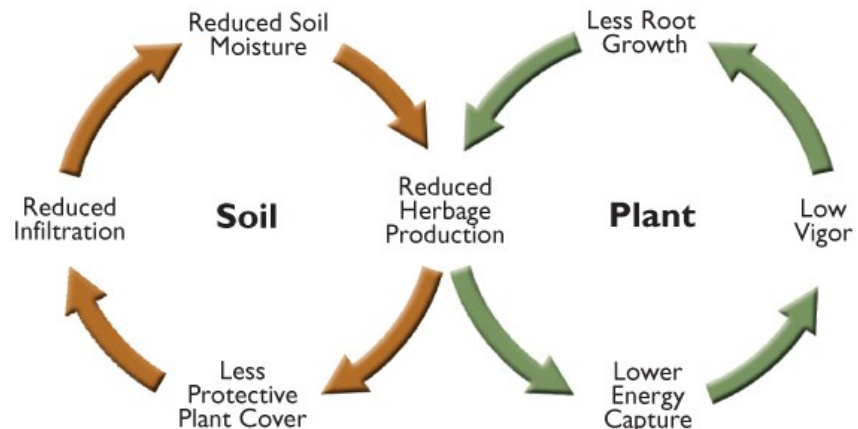 Reduced Soil
Moisture
Less Root
Growth
Reduced
Infiltration
Soil
Reduced
Herbage
Production
Plant
Low
Vigor
Less
Protective
Plant Cover
Lower
Energy
Capture